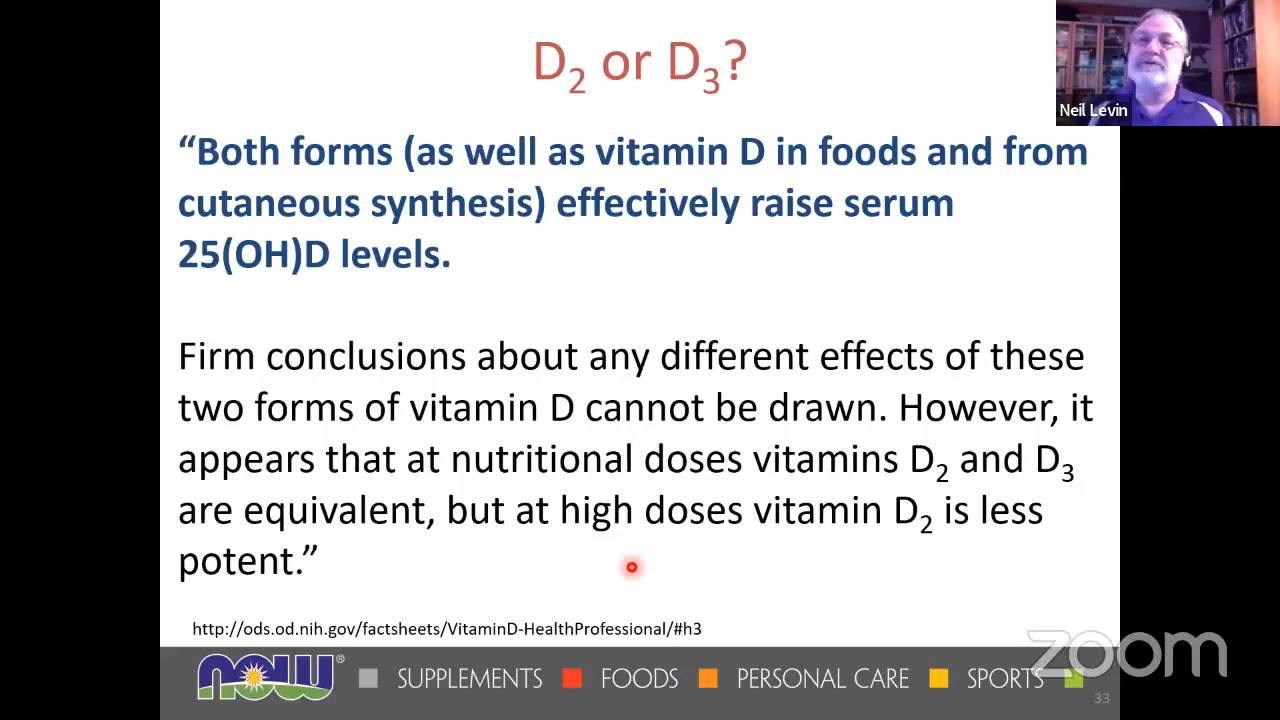 D2 or D3?
Neil Levin
“Both forms (as well as vitamin D in foods and from
cutaneous synthesis) effectively raise serum
25(OH)D levels.
Firm conclusions about any different effects of these
two forms of vitamin D cannot be drawn. However, it
appears that at nutritional doses vitamins D2 and D3
are equivalent, but at high doses vitamin D2 is less
potent.”
http://ods.od.nih.gov/factsheets/VitaminD-HealthProfessional/#h3
now® SUPPLEMENTS FOODS PERSONAL CARE SPORTS
zoom
33